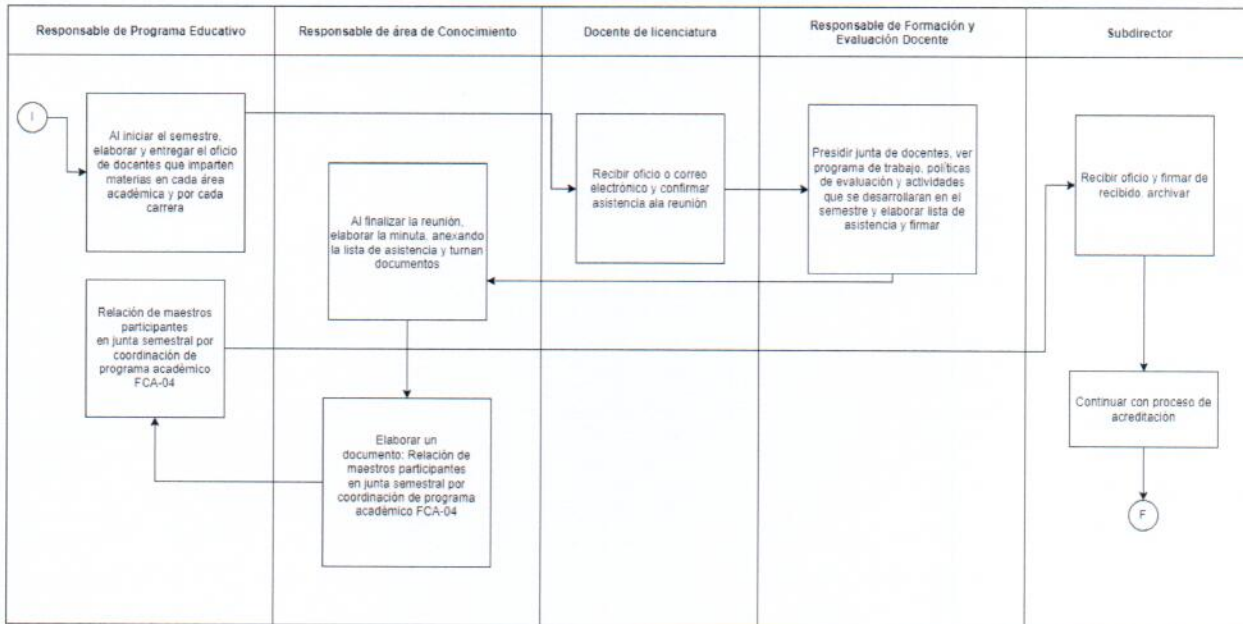 Responsable de Programa Educativo
Responsable de área de Conocimiento
Docente de licenciatura
Responsable de Formación y
Evaluación Docente
Subdirector
I
Al iniciar el semestre,
elaborar y entregar el oficio
de docentes que imparten
materias en cada área
académica y por cada
carrera
Al finalizar la reunión,
elaborar la minuta, anexando
la lista de asistencia y turnan
documentos
Recibir oficio o correo
electrónico y confirmar
asistencia ala reunión
Presidir junta de docentes, ver
programa de trabajo, políticas
de evaluación y actividades
que se desarrollaran en el
semestre y elaborar lista de
asistencia y firmar
Recibir oficio y firmar de
recibido, archivar
Relación de maestros
participantes
en junta semestral por
coordinación de
programa académico
FCA-04
Elaborar un
documento: Relación de
maestros participantes
en junta semestral por
coordinación de programa
académico FCA-04
Continuar con proceso de
acreditación
F